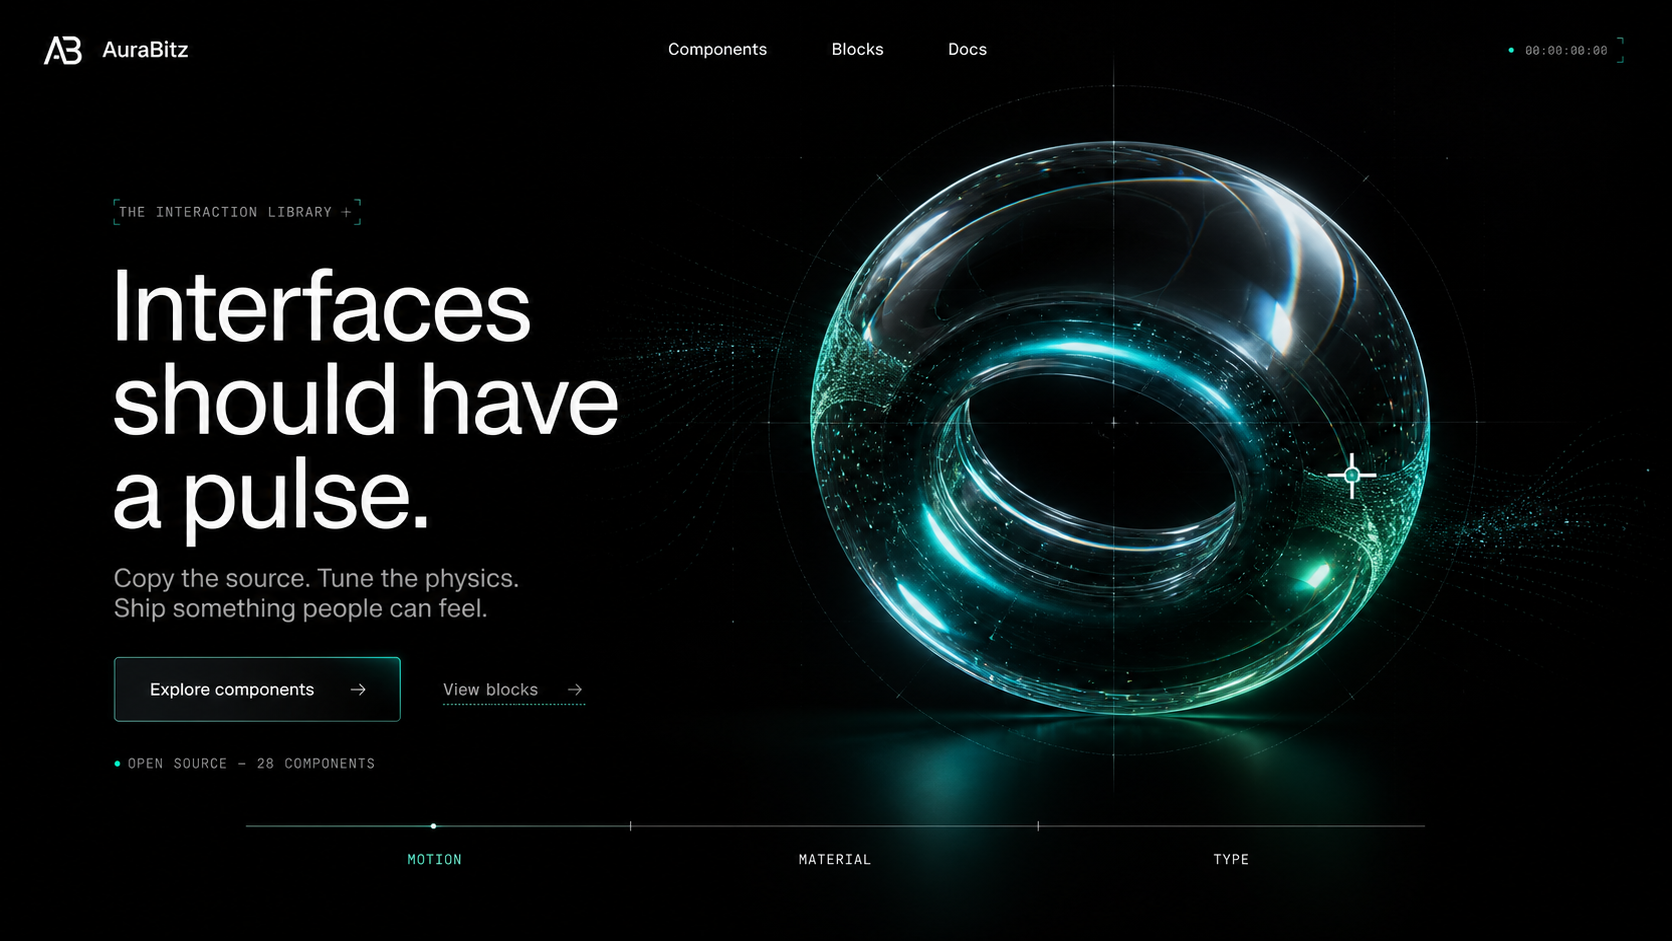 AB AuraBitz
Components Blocks Docs
00:00:00:00
THE INTERACTION LIBRARY +
Interfaces
should have
a pulse.
Copy the source. Tune the physics.
Ship something people can feel.
Explore components →
View blocks →
OPEN SOURCE — 28 COMPONENTS
MOTION
MATERIAL
TYPE